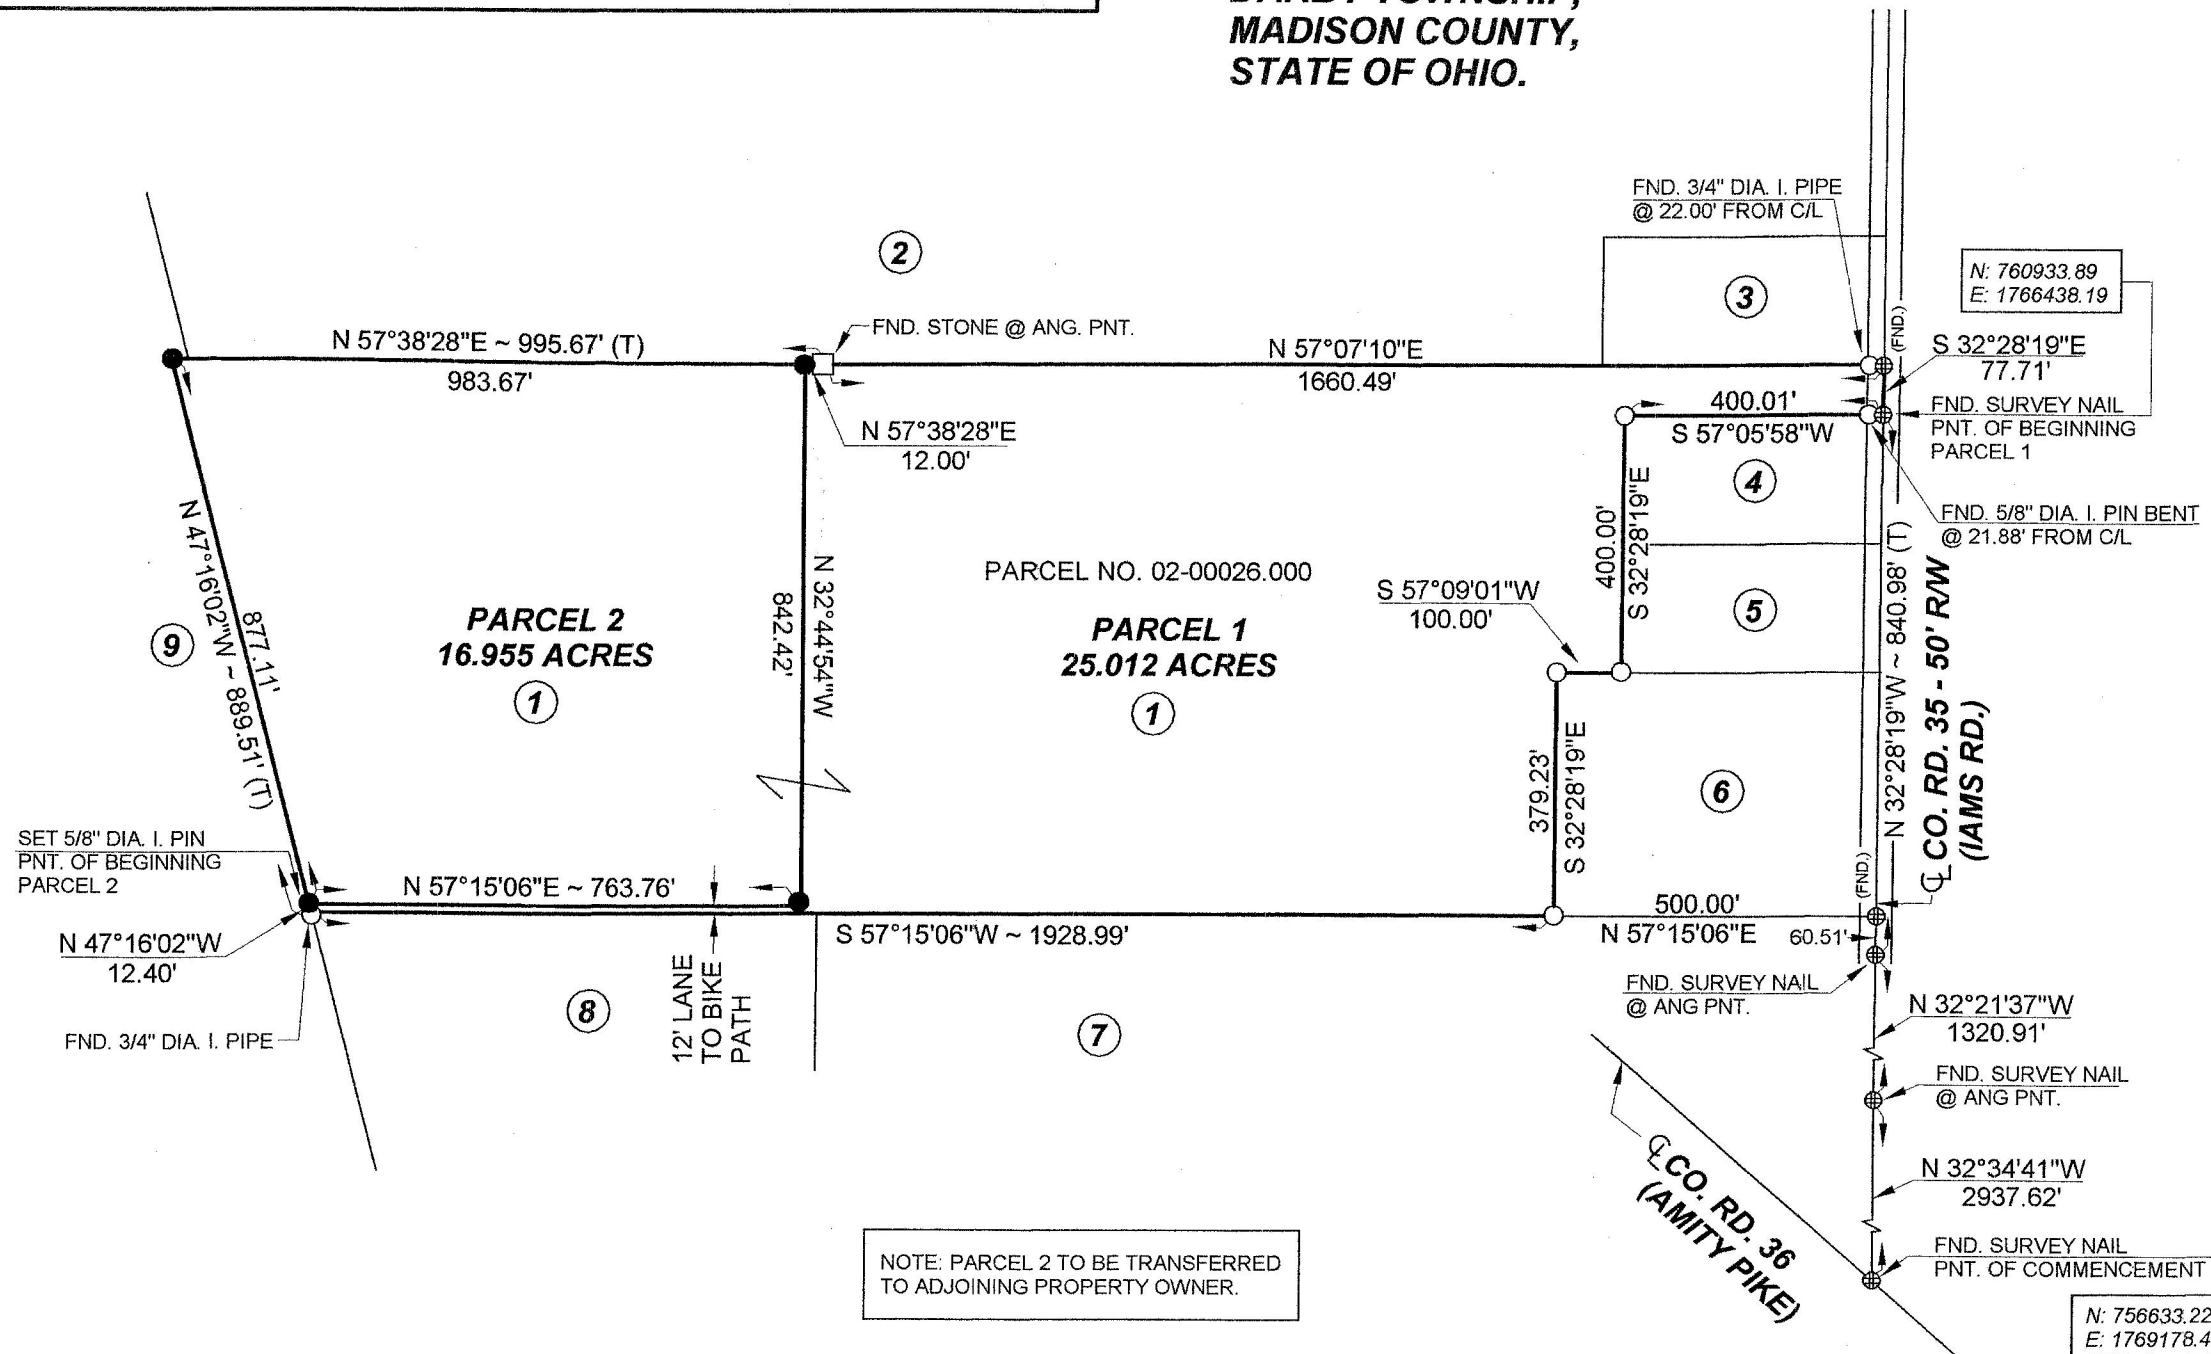 MADISON COUNTY,
STATE OF OHIO.
FND. 3/4" DIA. I. PIPE
@ 22.00' FROM C/L
2
3
N: 760933.89
E: 1766438.19
(FND.)
FND. STONE @ ANG. PNT.
N 57°38'28"E ~ 995.67' (T)
983.67'
N 57°07'10"E
1660.49'
S 32°28'19"E
77.71'
N 57°38'28"E
12.00'
400.01'
S 57°05'58"W
FND. SURVEY NAIL
PNT. OF BEGINNING
PARCEL 1
4
FND. 5/8" DIA. I. PIN BENT
@ 21.88' FROM C/L
400.00'
S 32°28'19"E
N 47°16'02"W ~ 889.51' (T)
877.11'
9
PARCEL 2
16.955 ACRES
1
842.42'
N 32°44'54"W
PARCEL NO. 02-00026.000
PARCEL 1
25.012 ACRES
1
S 57°09'01"W
100.00'
5
6
379.23'
S 32°28'19"E
N 32°28'19"W ~ 840.98' (T)
CO. RD. 35 - 50' R/W
(IAMS RD.)
(FND.)
SET 5/8" DIA. I. PIN
PNT. OF BEGINNING
PARCEL 2
N 57°15'06"E ~ 763.76'
S 57°15'06"W ~ 1928.99'
500.00'
N 57°15'06"E
60.51'
N 47°16'02"W
12.40'
FND. 3/4" DIA. I. PIPE
8
12' LANE
TO BIKE
PATH
7
FND. SURVEY NAIL
@ ANG PNT.
N 32°21'37"W
1320.91'
FND. SURVEY NAIL
@ ANG PNT.
N 32°34'41"W
2937.62'
CO. RD. 36
(AMITY PIKE)
FND. SURVEY NAIL
PNT. OF COMMENCEMENT
NOTE: PARCEL 2 TO BE TRANSFERRED
TO ADJOINING PROPERTY OWNER.
N: 756633.22
E: 1769178.4